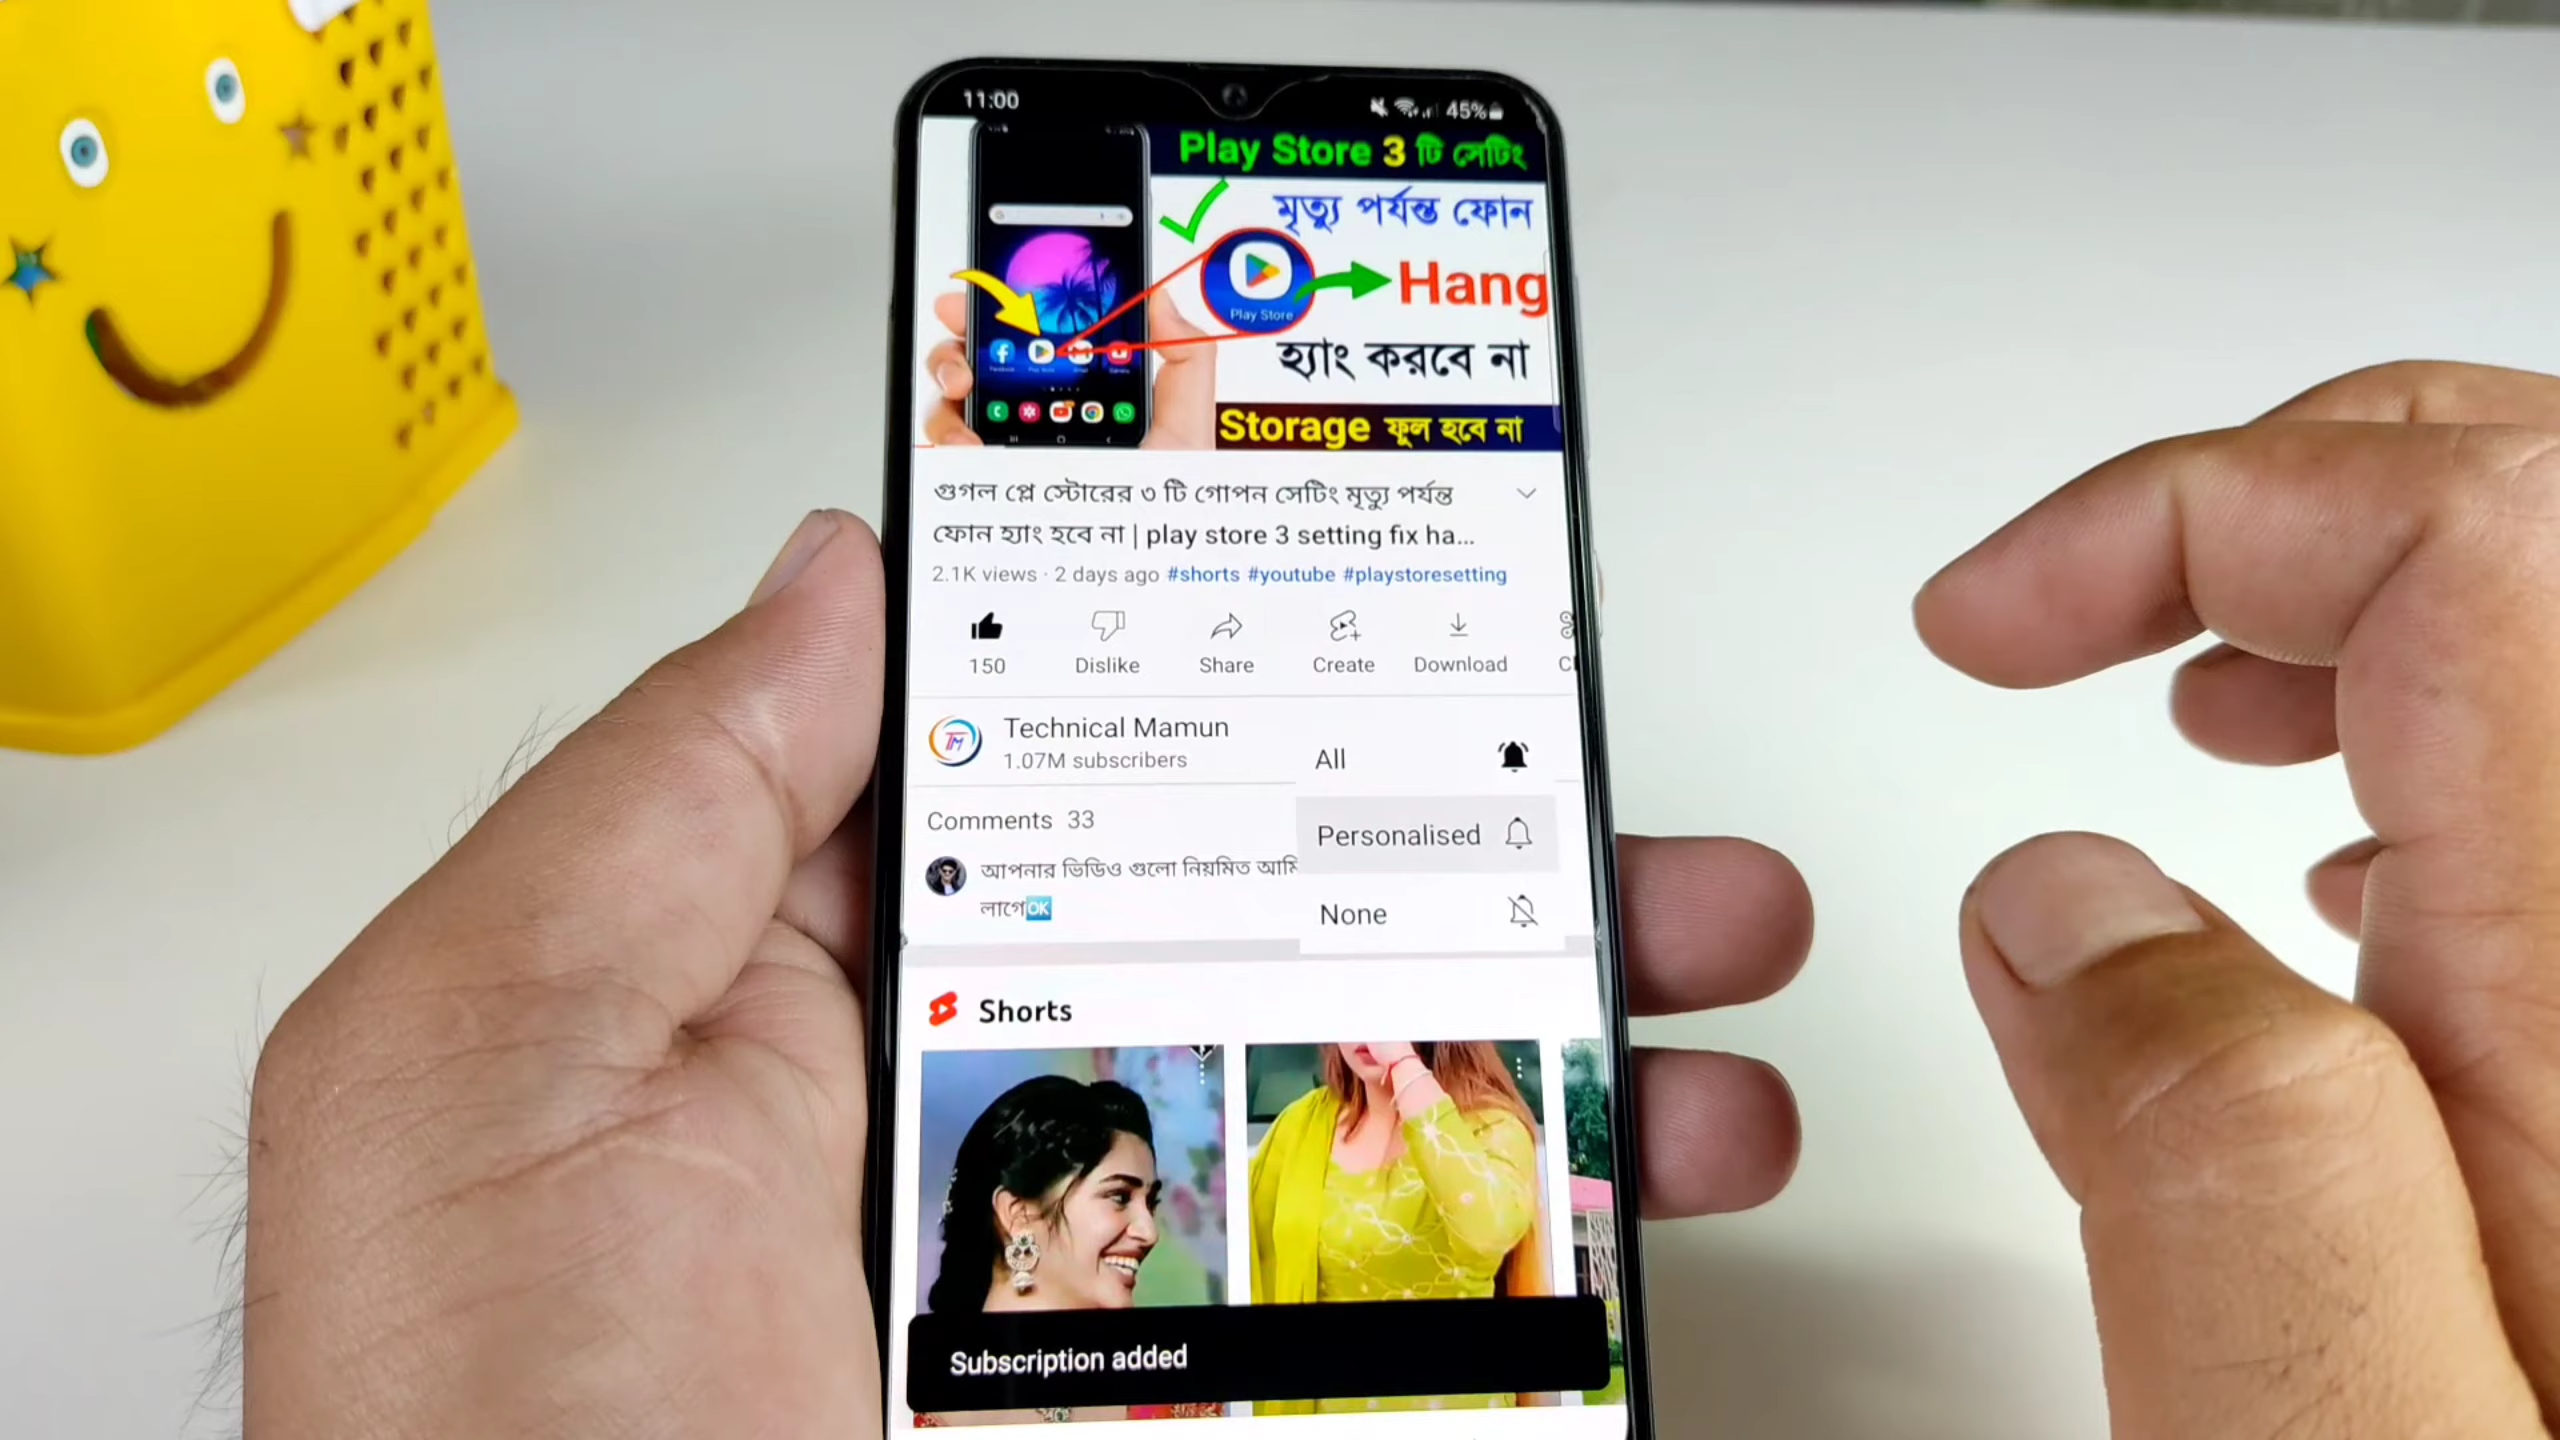 11:00
45%
Play Store 3 টি সেটিং
মৃত্যু পর্যন্ত ফোন
Play Store
Hang
হ্যাং করবে না
Storage ফুল হবে না
গুগল প্লে স্টোরের ৩ টি গোপন সেটিং মৃত্যু পর্যন্ত
ফোন হ্যাং হবে না | play store 3 setting fix ha...
2.1K views · 2 days ago #shorts #youtube #playstoresetting
150 Dislike Share Create Download
Technical Mamun
1.07M subscribers
All
Comments 33
Personalised
আপনার ভিডিও গুলো নিয়মিত আমি
লাগে🆗
None
Shorts
Subscription added